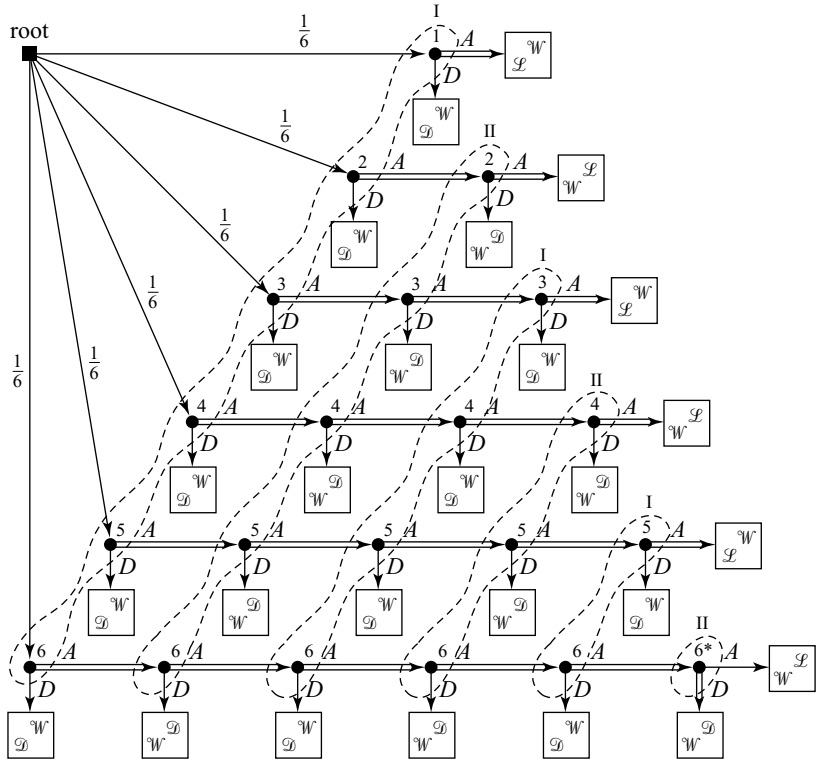 I
root
1/6
1 A
𝒲
ℒ
D
𝒲
𝒟
II
1/6
2 A 2 A
ℒ
𝒲
D D
𝒲 𝒟
𝒟 𝒲
I
1/6
3 A 3 A 3 A
𝒲
ℒ
D D D
𝒲 𝒟 𝒲
𝒟 𝒲 𝒟
1/6
II
4 A 4 A 4 A 4 A
ℒ
𝒲
D D D D
𝒲 𝒟 𝒲 𝒟
𝒟 𝒲 𝒟 𝒲
1/6 1/6
I
5 A 5 A 5 A 5 A 5 A
𝒲
ℒ
D D D D D
𝒲 𝒟 𝒲 𝒟 𝒲
𝒟 𝒲 𝒟 𝒲 𝒟
II
6 A 6 A 6 A 6 A 6 A 6* A
ℒ
𝒲
D D D D D D
𝒲 𝒟 𝒲 𝒟 𝒲 𝒟
𝒟 𝒲 𝒟 𝒲 𝒟 𝒲